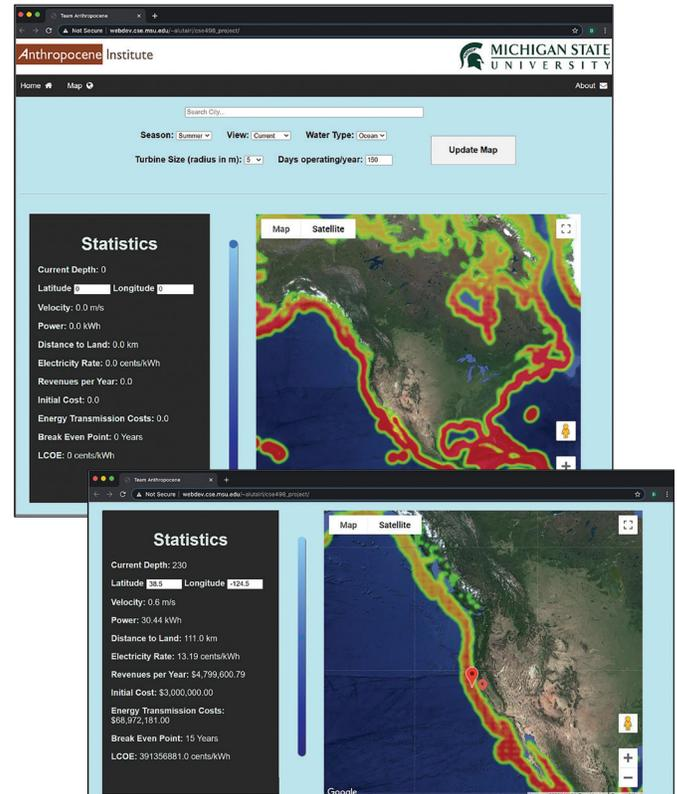 Team Anthropocene
Not Secure | webdev.cse.msu.edu/~alutairi/cse498_project/
Anthropocene Institute
MICHIGAN STATE
UNIVERSITY
Home Map About
Search City...
Season: Summer View: Current Water Type: Ocean
Update Map
Turbine Size (radius in m): 5 Days operating/year: 150
Statistics
Current Depth: 0
Latitude 0 Longitude 0
Velocity: 0.0 m/s
Power: 0.0 kWh
Distance to Land: 0.0 km
Electricity Rate: 0.0 cents/kWh
Revenues per Year: 0.0
Initial Cost: 0.0
Energy Transmission Costs: 0.0
Break Even Point: 0 Years
LCOE: 0 cents/kWh
Map Satellite
Team Anthropocene
Not Secure | webdev.cse.msu.edu/~alutairi/cse498_project/
Statistics
Current Depth: 230
Latitude 38.5 Longitude -124.5
Velocity: 0.6 m/s
Power: 30.44 kWh
Distance to Land: 111.0 km
Electricity Rate: 13.19 cents/kWh
Revenues per Year: $4,799,600.79
Initial Cost: $3,000,000.00
Energy Transmission Costs:
$68,972,181.00
Break Even Point: 15 Years
LCOE: 391356881.0 cents/kWh
Map Satellite
Google